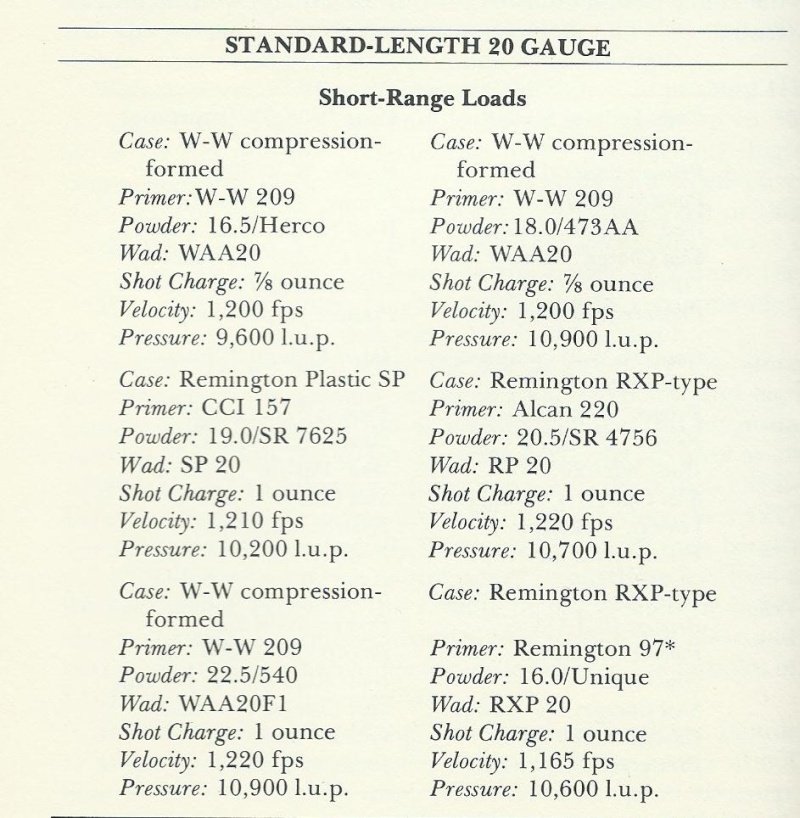 STANDARD-LENGTH 20 GAUGE
Short-Range Loads
Case: W-W compression-
formed
Primer: W-W 209
Powder: 16.5/Herco
Wad: WAA20
Shot Charge: ⅞ ounce
Velocity: 1,200 fps
Pressure: 9,600 l.u.p.
Case: W-W compression-
formed
Primer: W-W 209
Powder: 18.0/473AA
Wad: WAA20
Shot Charge: ⅞ ounce
Velocity: 1,200 fps
Pressure: 10,900 l.u.p.
Case: Remington Plastic SP
Primer: CCI 157
Powder: 19.0/SR 7625
Wad: SP 20
Shot Charge: 1 ounce
Velocity: 1,210 fps
Pressure: 10,200 l.u.p.
Case: Remington RXP-type
Primer: Alcan 220
Powder: 20.5/SR 4756
Wad: RP 20
Shot Charge: 1 ounce
Velocity: 1,220 fps
Pressure: 10,700 l.u.p.
Case: W-W compression-
formed
Primer: W-W 209
Powder: 22.5/540
Wad: WAA20F1
Shot Charge: 1 ounce
Velocity: 1,220 fps
Pressure: 10,900 l.u.p.
Case: Remington RXP-type
Primer: Remington 97*
Powder: 16.0/Unique
Wad: RXP 20
Shot Charge: 1 ounce
Velocity: 1,165 fps
Pressure: 10,600 l.u.p.